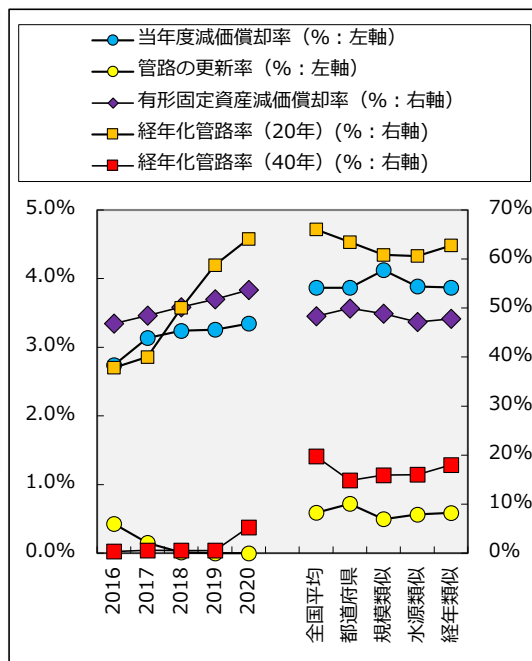 当年度減価償却率（%：左軸）
管路の更新率（%：左軸）
有形固定資産減価償却率（%：右軸）
経年化管路率（20年）(%：右軸)
経年化管路率（40年）(%：右軸)
5.0%
4.0%
3.0%
2.0%
1.0%
0.0%
70%
60%
50%
40%
30%
20%
10%
0%
2016
2017
2018
2019
2020
全国平均
都道府県
規模類似
水源類似
経年類似